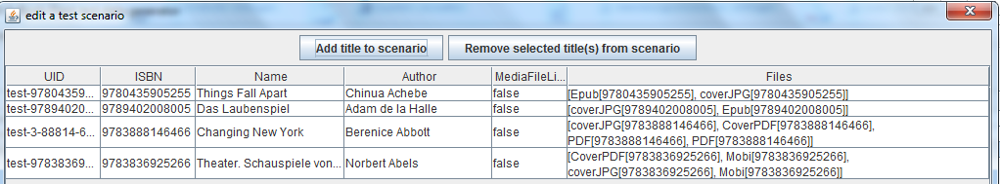 edit a test scenario
Add title to scenario Remove selected title(s) from scenario
UID ISBN Name Author MediaFileLi... Files
test-97804359... 9780435905255 Things Fall Apart Chinua Achebe false [Epub[9780435905255], coverJPG[9780435905255]]
test-97894020... 9789402008005 Das Laubenspiel Adam de la Halle false [coverJPG[9789402008005], Epub[9789402008005]]
test-3-88814-6... 9783888146466 Changing New York Berenice Abbott false [coverJPG[9783888146466], CoverPDF[9783888146466],
PDF[9783888146466], PDF[9783888146466]]
test-97838369... 9783836925266 Theater. Schauspiele von... Norbert Abels false [CoverPDF[9783836925266], Mobi[9783836925266],
coverJPG[9783836925266], Mobi[9783836925266]]